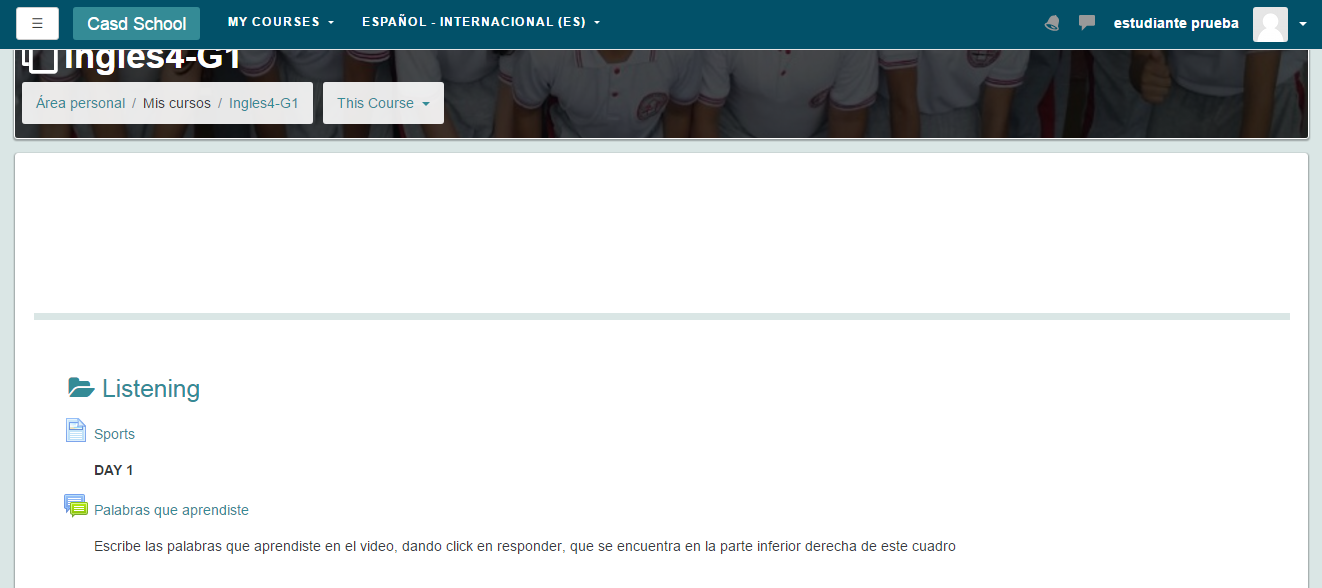 Casd School
MY COURSES
ESPAÑOL - INTERNACIONAL (ES)
estudiante prueba
Ingles4-G1
Área personal / Mis cursos / Ingles4-G1
This Course
Listening
Sports
DAY 1
Palabras que aprendiste
Escribe las palabras que aprendiste en el video, dando click en responder, que se encuentra en la parte inferior derecha de este cuadro